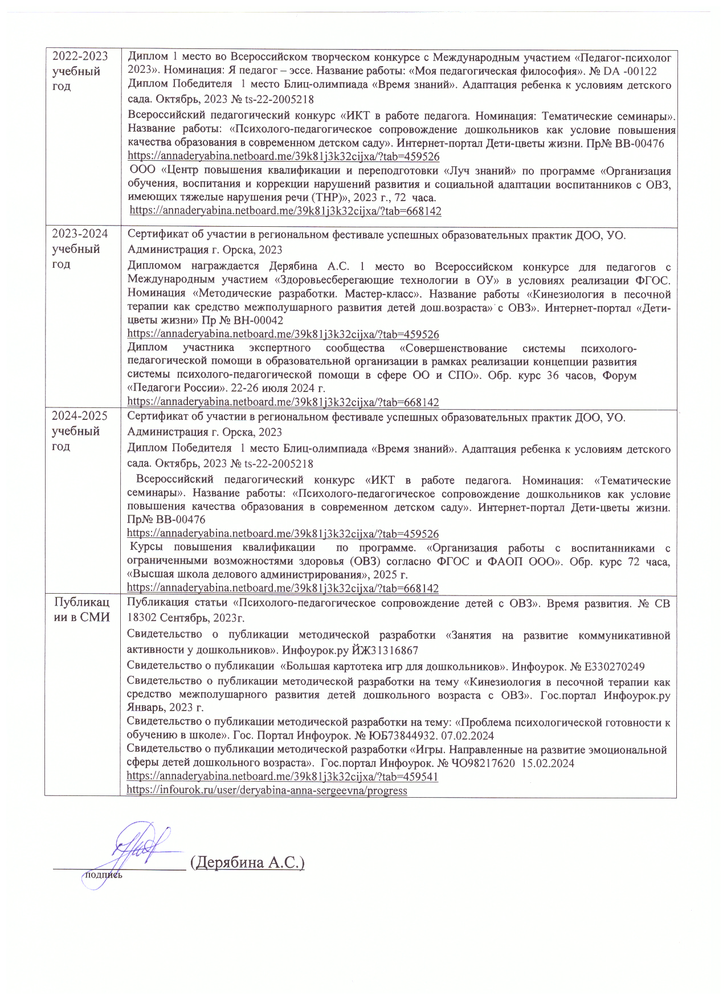 2022-2023
учебный
год
Диплом 1 место во Всероссийском творческом конкурсе с Международным участием «Педагог-психолог
2023». Номинация: Я педагог – эссе. Название работы: «Моя педагогическая философия». № DA -00122
Диплом Победителя 1 место Блиц-олимпиада «Время знаний». Адаптация ребенка к условиям детского
сада. Октябрь, 2023 № ts-22-2005218
Всероссийский педагогический конкурс «ИКТ в работе педагога. Номинация: Тематические семинары».
Название работы: «Психолого-педагогическое сопровождение дошкольников как условие повышения
качества образования в современном детском саду». Интернет-портал Дети-цветы жизни. Пр№ ВВ-00476
https://annaderyabina.netboard.me/39k81j3k32cijxa/?tab=459526
ООО «Центр повышения квалификации и переподготовки «Луч знаний» по программе «Организация
обучения, воспитания и коррекции нарушений развития и социальной адаптации воспитанников с ОВЗ,
имеющих тяжелые нарушения речи (ТНР)», 2023 г., 72 часа.
https://annaderyabina.netboard.me/39k81j3k32cijxa/?tab=668142
2023-2024
учебный
год
Сертификат об участии в региональном фестивале успешных образовательных практик ДОО, УО.
Администрация г. Орска, 2023
Дипломом награждается Дерябина А.С. 1 место во Всероссийском конкурсе для педагогов с
Международным участием «Здоровьесберегающие технологии в ОУ» в условиях реализации ФГОС.
Номинация «Методические разработки. Мастер-класс». Название работы «Кинезиология в песочной
терапии как средство межполушарного развития детей дош.возраста» с ОВЗ». Интернет-портал «Дети-
цветы жизни» Пр № ВН-00042
https://annaderyabina.netboard.me/39k81j3k32cijxa/?tab=459526
Диплом участника экспертного сообщества «Совершенствование системы психолого-
педагогической помощи в образовательной организации в рамках реализации концепции развития
системы психолого-педагогической помощи в сфере ОО и СПО». Обр. курс 36 часов, Форум
«Педагоги России». 22-26 июля 2024 г.
https://annaderyabina.netboard.me/39k81j3k32cijxa/?tab=668142
2024-2025
учебный
год
Сертификат об участии в региональном фестивале успешных образовательных практик ДОО, УО.
Администрация г. Орска, 2023
Диплом Победителя 1 место Блиц-олимпиада «Время знаний». Адаптация ребенка к условиям детского
сада. Октябрь, 2023 № ts-22-2005218
Всероссийский педагогический конкурс «ИКТ в работе педагога. Номинация: «Тематические
семинары». Название работы: «Психолого-педагогическое сопровождение дошкольников как условие
повышения качества образования в современном детском саду». Интернет-портал Дети-цветы жизни.
Пр№ ВВ-00476
https://annaderyabina.netboard.me/39k81j3k32cijxa/?tab=459526
Курсы повышения квалификации по программе. «Организация работы с воспитанниками с
ограниченными возможностями здоровья (ОВЗ) согласно ФГОС и ФАОП ООО». Обр. курс 72 часа,
«Высшая школа делового администрирования», 2025 г.
https://annaderyabina.netboard.me/39k81j3k32cijxa/?tab=668142
Публикац
ии в СМИ
Публикация статьи «Психолого-педагогическое сопровождение детей с ОВЗ». Время развития. № СВ
18302 Сентябрь, 2023г.
Свидетельство о публикации методической разработки «Занятия на развитие коммуникативной
активности у дошкольников». Инфоурок.ру ЙЖ31316867
Свидетельство о публикации «Большая картотека игр для дошкольников». Инфоурок. № Е330270249
Свидетельство о публикации методической разработки на тему «Кинезиология в песочной терапии как
средство межполушарного развития детей дошкольного возраста с ОВЗ». Гос.портал Инфоурок.ру
Январь, 2023 г.
Свидетельство о публикации методической разработки на тему: «Проблема психологической готовности к
обучению в школе». Гос. Портал Инфоурок. № ЮБ73844932. 07.02.2024
Свидетельство о публикации методической разработки «Игры. Направленные на развитие эмоциональной
сферы детей дошкольного возраста». Гос.портал Инфоурок. № ЧО98217620 15.02.2024
https://annaderyabina.netboard.me/39k81j3k32cijxa/?tab=459541
https://infourok.ru/user/deryabina-anna-sergeevna/progress
(Дерябина А.С.)
подпись